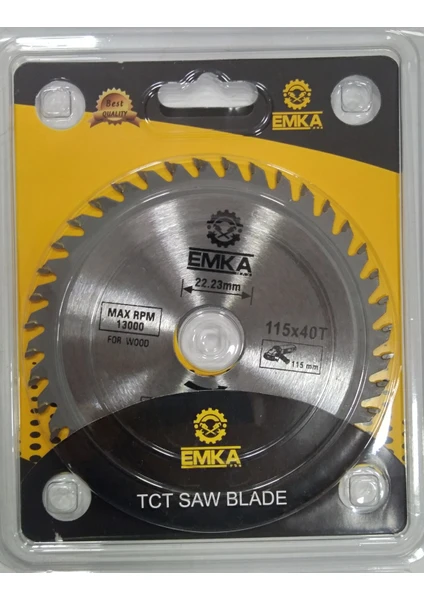 EMKA
Best
QUALITY
EMKA
22.23mm
MAX RPM
13000
FOR WOOD
115x40T
115 mm
EMKA
TCT SAW BLADE